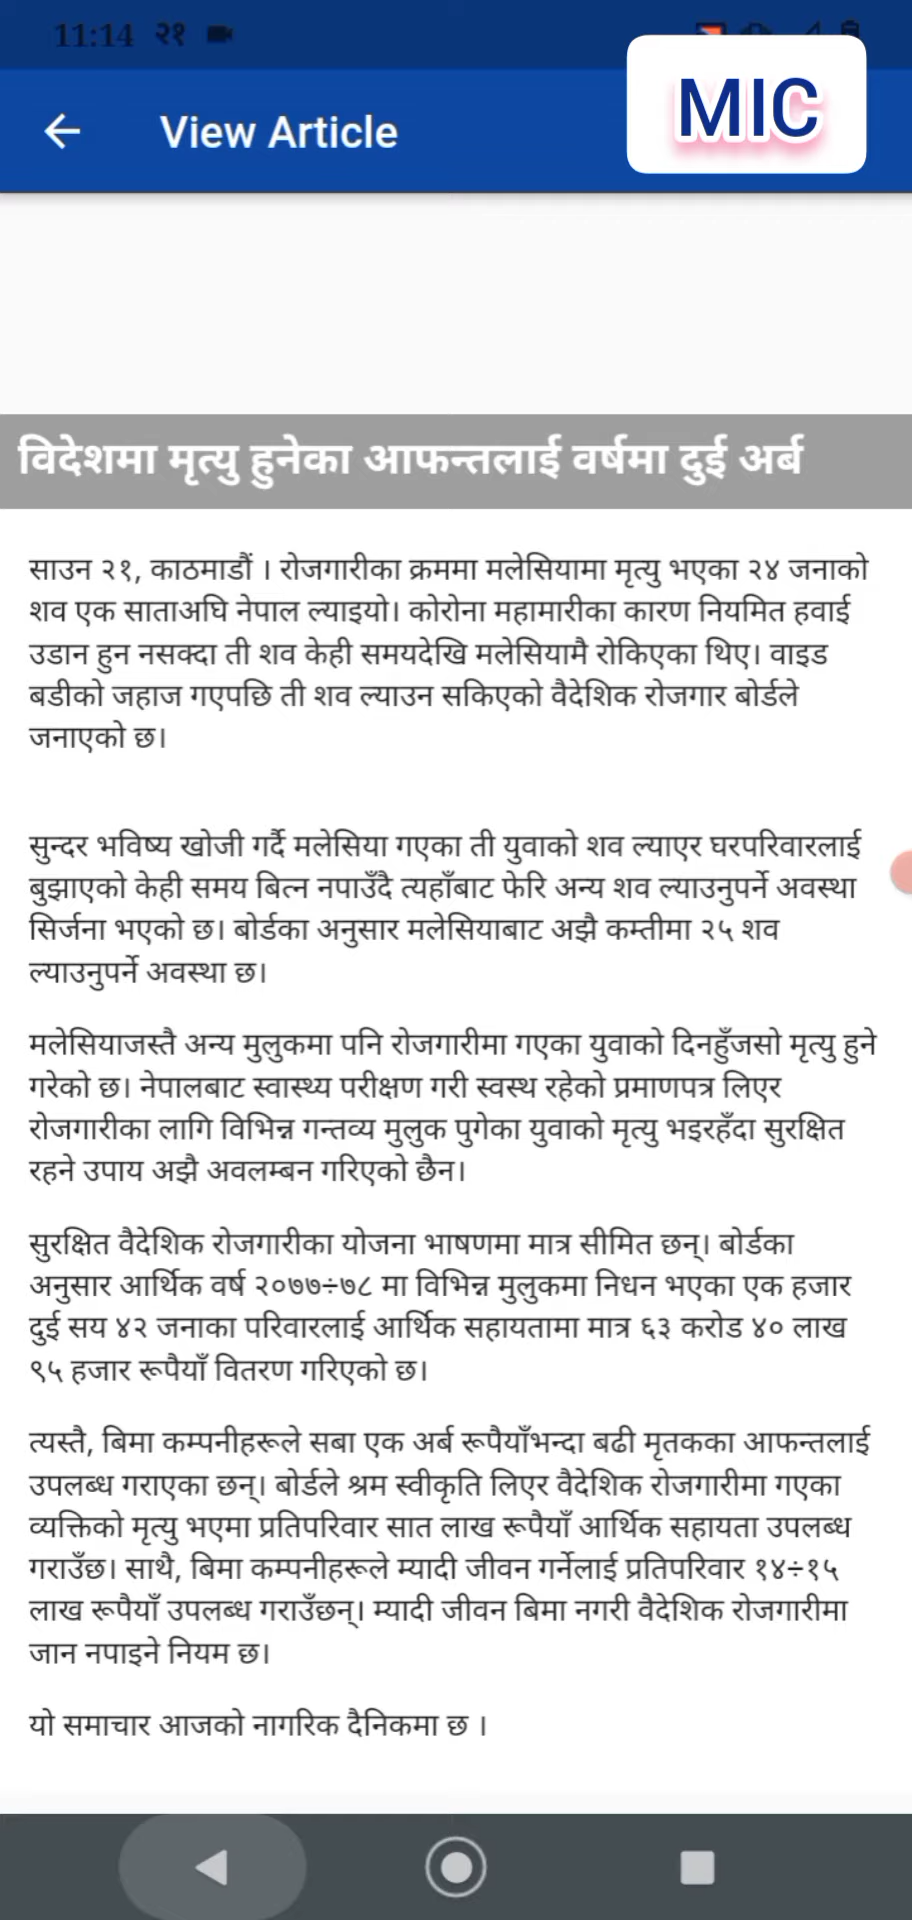 11:14 २१
View Article
MIC
विदेशमा मृत्यु हुनेका आफन्तलाई वर्षमा दुई अर्ब
साउन २१, काठमाडौं । रोजगारीका क्रममा मलेसियामा मृत्यु भएका २४ जनाको
शव एक साताअघि नेपाल ल्याइयो। कोरोना महामारीका कारण नियमित हवाई
उडान हुन नसक्दा ती शव केही समयदेखि मलेसियामै रोकिएका थिए। वाइड
बडीको जहाज गएपछि ती शव ल्याउन सकिएको वैदेशिक रोजगार बोर्डले
जनाएको छ।
सुन्दर भविष्य खोजी गर्दै मलेसिया गएका ती युवाको शव ल्याएर घरपरिवारलाई
बुझाएको केही समय बित्न नपाउँदै त्यहाँबाट फेरि अन्य शव ल्याउनुपर्ने अवस्था
सिर्जना भएको छ। बोर्डका अनुसार मलेसियाबाट अझै कम्तीमा २५ शव
ल्याउनुपर्ने अवस्था छ।
मलेसियाजस्तै अन्य मुलुकमा पनि रोजगारीमा गएका युवाको दिनहुँजसो मृत्यु हुने
गरेको छ। नेपालबाट स्वास्थ्य परीक्षण गरी स्वस्थ रहेको प्रमाणपत्र लिएर
रोजगारीका लागि विभिन्न गन्तव्य मुलुक पुगेका युवाको मृत्यु भइरहँदा सुरक्षित
रहने उपाय अझै अवलम्बन गरिएको छैन।
सुरक्षित वैदेशिक रोजगारीका योजना भाषणमा मात्र सीमित छन्। बोर्डका
अनुसार आर्थिक वर्ष २०७७÷७८ मा विभिन्न मुलुकमा निधन भएका एक हजार
दुई सय ४२ जनाका परिवारलाई आर्थिक सहायतामा मात्र ६३ करोड ४० लाख
९५ हजार रूपैयाँ वितरण गरिएको छ।
त्यस्तै, बिमा कम्पनीहरूले सबा एक अर्ब रूपैयाँभन्दा बढी मृतकका आफन्तलाई
उपलब्ध गराएका छन्। बोर्डले श्रम स्वीकृति लिएर वैदेशिक रोजगारीमा गएका
व्यक्तिको मृत्यु भएमा प्रतिपरिवार सात लाख रूपैयाँ आर्थिक सहायता उपलब्ध
गराउँछ। साथै, बिमा कम्पनीहरूले म्यादी जीवन गर्नेलाई प्रतिपरिवार १४÷१५
लाख रूपैयाँ उपलब्ध गराउँछन्। म्यादी जीवन बिमा नगरी वैदेशिक रोजगारीमा
जान नपाइने नियम छ।
यो समाचार आजको नागरिक दैनिकमा छ ।